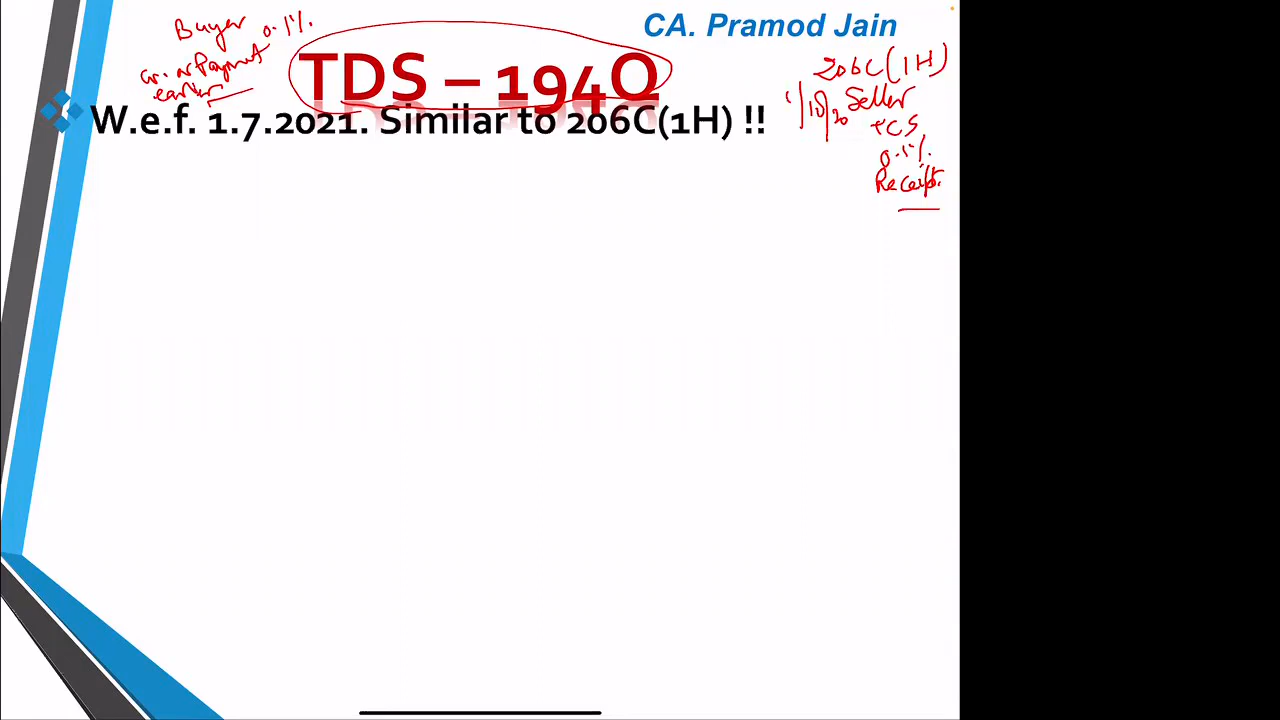 CA. Pramod Jain
TDS – 194Q
W.e.f. 1.7.2021. Similar to 206C(1H) !!
Buyer 0.1%.
Cr. or Payment
earlier
206C(1H)
1/10/20 Seller
TCS
0.1%.
Receipt.